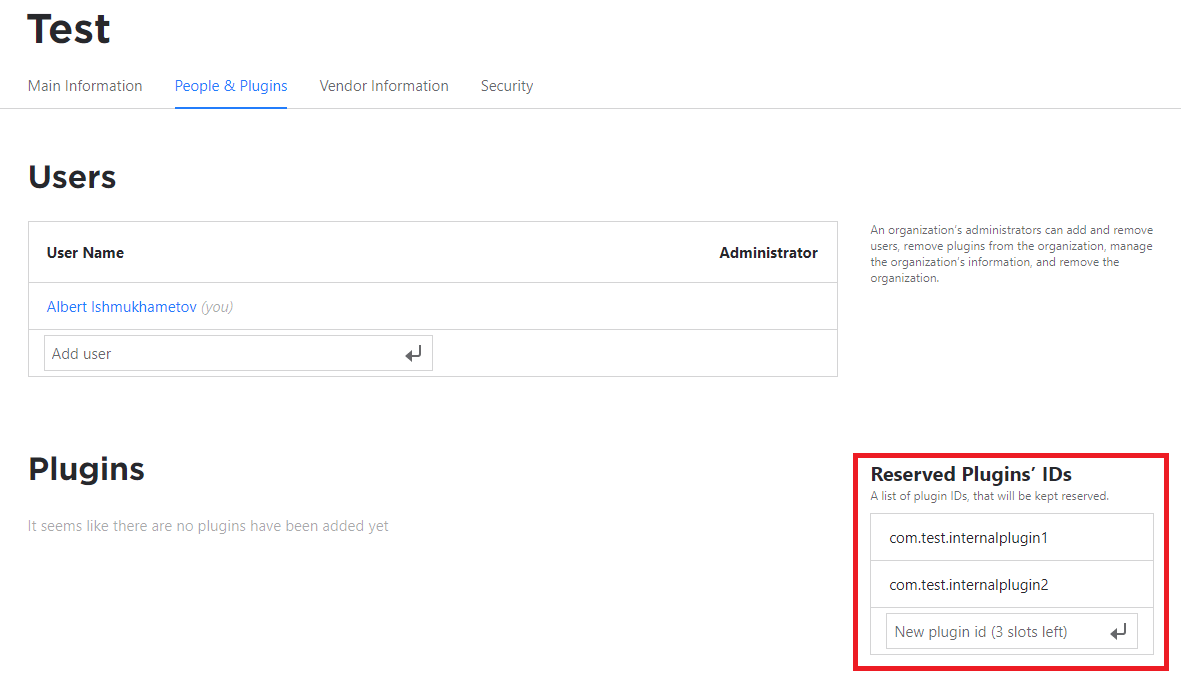 Test
Main Information
People & Plugins
Vendor Information
Security
Users
User Name
Administrator
Albert Ishmukhametov (you)
Add user
An organization's administrators can add and remove
users, remove plugins from the organization, manage
the organization's information, and remove the
organization.
Plugins
It seems like there are no plugins have been added yet
Reserved Plugins’ IDs
A list of plugin IDs, that will be kept reserved.
com.test.internalplugin1
com.test.internalplugin2
New plugin id (3 slots left)